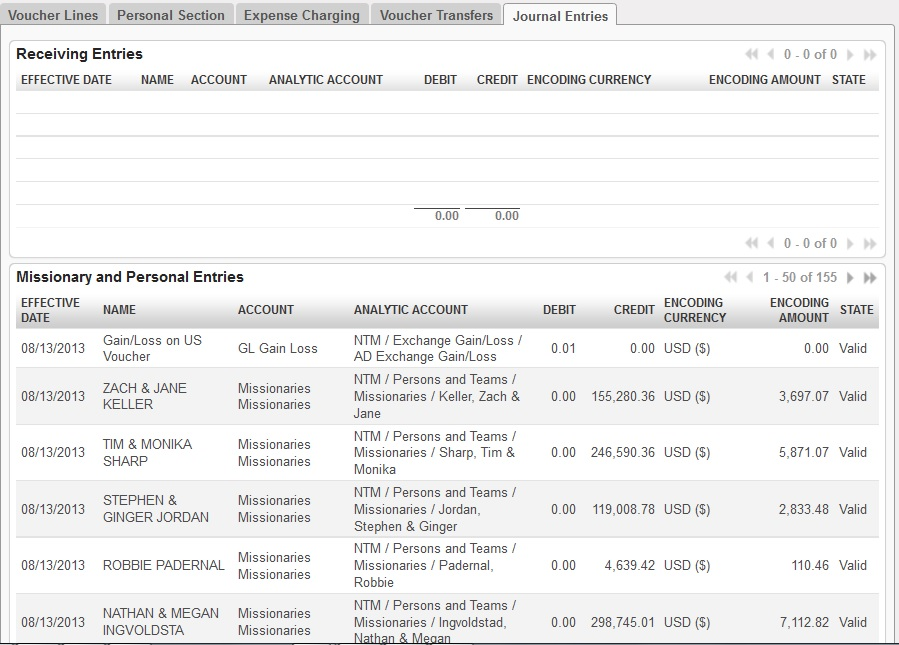 Voucher Lines Personal Section Expense Charging Voucher Transfers Journal Entries
Receiving Entries 0 - 0 of 0
EFFECTIVE DATE NAME ACCOUNT ANALYTIC ACCOUNT DEBIT CREDIT ENCODING CURRENCY ENCODING AMOUNT STATE
0.00 0.00
0 - 0 of 0
Missionary and Personal Entries 1 - 50 of 155
EFFECTIVE DATE NAME ACCOUNT ANALYTIC ACCOUNT DEBIT CREDIT ENCODING CURRENCY ENCODING AMOUNT STATE
08/13/2013 Gain/Loss on US Voucher GL Gain Loss NTM / Exchange Gain/Loss / AD Exchange Gain/Loss 0.01 0.00 USD ($) 0.00 Valid
08/13/2013 ZACH & JANE KELLER Missionaries Missionaries NTM / Persons and Teams / Missionaries / Keller, Zach & Jane 0.00 155,280.36 USD ($) 3,697.07 Valid
08/13/2013 TIM & MONIKA SHARP Missionaries Missionaries NTM / Persons and Teams / Missionaries / Sharp, Tim & Monika 0.00 246,590.36 USD ($) 5,871.07 Valid
08/13/2013 STEPHEN & GINGER JORDAN Missionaries Missionaries NTM / Persons and Teams / Missionaries / Jordan, Stephen & Ginger 0.00 119,008.78 USD ($) 2,833.48 Valid
08/13/2013 ROBBIE PADERNAL Missionaries Missionaries NTM / Persons and Teams / Missionaries / Padernal, Robbie 0.00 4,639.42 USD ($) 110.46 Valid
08/13/2013 NATHAN & MEGAN INGVOLDSTA Missionaries Missionaries NTM / Persons and Teams / Missionaries / Ingvoldstad, Nathan & Megan 0.00 298,745.01 USD ($) 7,112.82 Valid